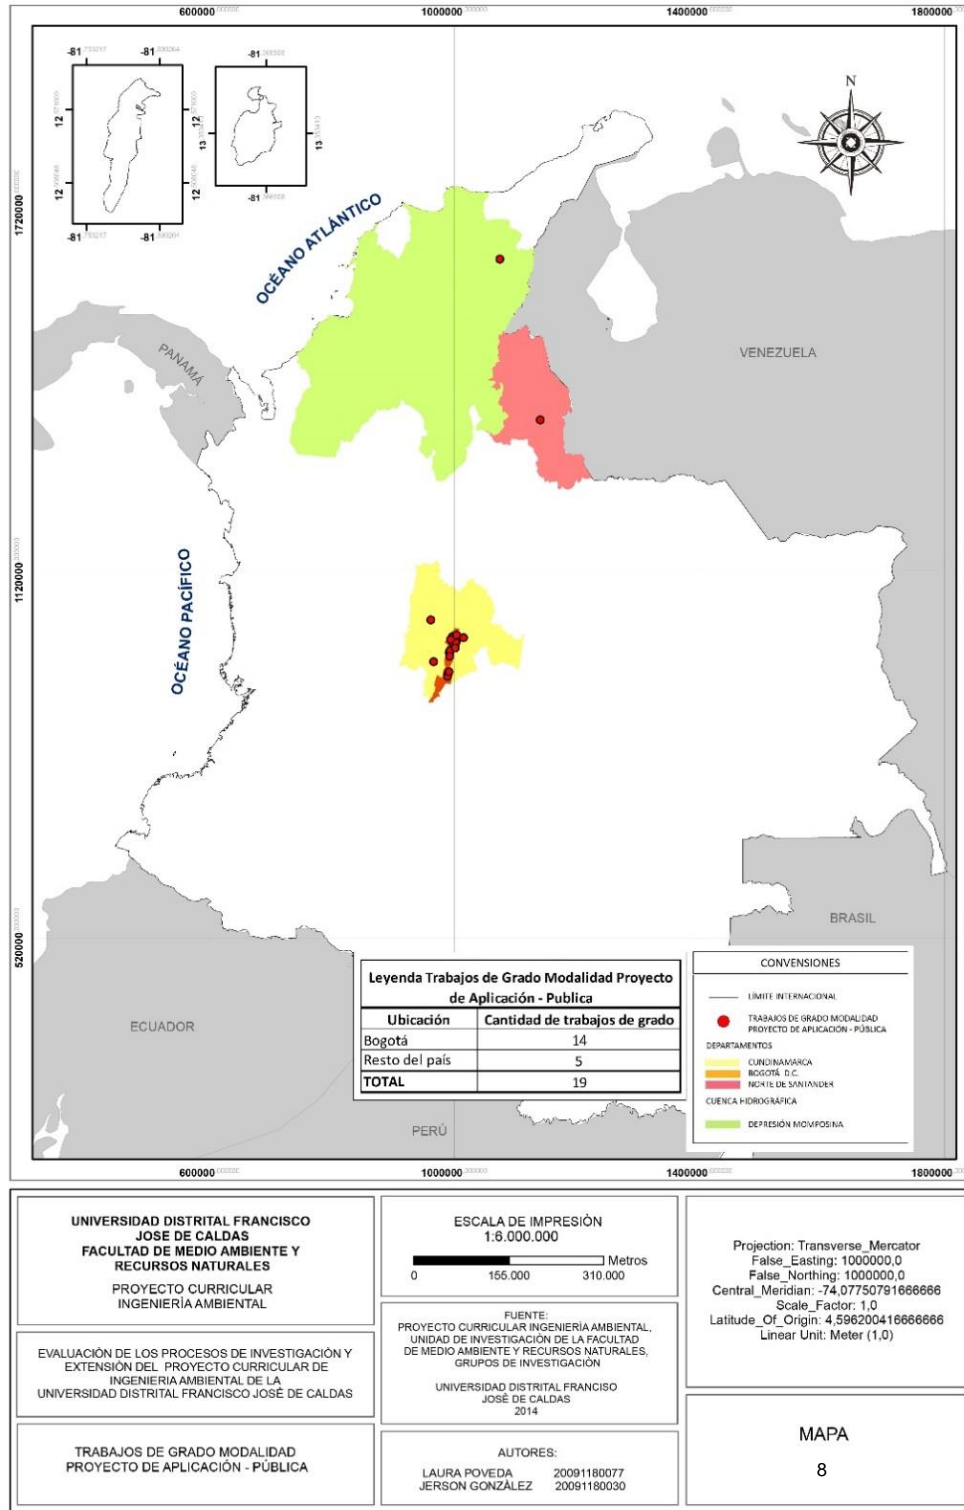 600000
1000000
1400000
1800000
-81
-81
12
12
12
12
-81
-81
-81
13
13
-81
N
1720000
1120000
520000
OCÉANO ATLÁNTICO
PANAMÁ
VENEZUELA
OCÉANO PACÍFICO
BRASIL
ECUADOR
PERÚ
Leyenda Trabajos de Grado Modalidad Proyecto
de Aplicación - Publica
Ubicación Cantidad de trabajos de grado
Bogotá 14
Resto del país 5
TOTAL 19
CONVENSIONES
LÍMITE INTERNACIONAL
TRABAJOS DE GRADO MODALIDAD
PROYECTO DE APLICACIÓN - PÚBLICA
DEPARTAMENTOS
CUNDINAMARCA
BOGOTÁ D.C.
NORTE DE SANTANDER
CUENCA HIDROGRÁFICA
DEPRESIÓN MOMPOSINA
600000
1000000
1400000
1800000
UNIVERSIDAD DISTRITAL FRANCISCO
JOSE DE CALDAS
FACULTAD DE MEDIO AMBIENTE Y
RECURSOS NATURALES
PROYECTO CURRICULAR
INGENIERÍA AMBIENTAL
EVALUACIÓN DE LOS PROCESOS DE INVESTIGACIÓN Y
EXTENSIÓN DEL PROYECTO CURRICULAR DE
INGENIERIA AMBIENTAL DE LA
UNIVERSIDAD DISTRITAL FRANCISCO JOSÉ DE CALDAS
TRABAJOS DE GRADO MODALIDAD
PROYECTO DE APLICACIÓN - PÚBLICA
ESCALA DE IMPRESIÓN
1:6.000.000
Metros
0 155.000 310.000
FUENTE:
PROYECTO CURRICULAR INGENIERÍA AMBIENTAL,
UNIDAD DE INVESTIGACIÓN DE LA FACULTAD
DE MEDIO AMBIENTE Y RECURSOS NATURALES,
GRUPOS DE INVESTIGACIÓN
UNIVERSIDAD DISTRITAL FRANCISO
JOSÈ DE CALDAS
2014
AUTORES:
LAURA POVEDA 20091180077
JERSON GONZÀLEZ 20091180030
Projection: Transverse_Mercator
False_Easting: 1000000,0
False_Northing: 1000000,0
Central_Meridian: -74,07750791666666
Scale_Factor: 1,0
Latitude_Of_Origin: 4,596200416666666
Linear Unit: Meter (1,0)
MAPA
8